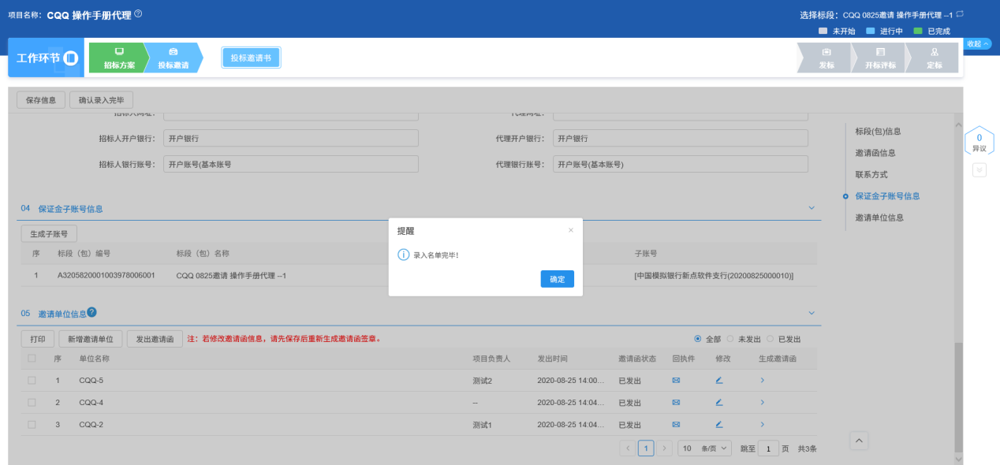 项目名称: CQQ 操作手册代理
选择标段: CQQ 0825邀请 操作手册代理 --1
未开始 进行中 已完成
收起
工作环节
招标方案
投标邀请
投标邀请书
发标
开标评标
定标
保存信息 确认录入完毕
招标人网址: 代理网址:
招标人开户银行: 开户银行 代理开户银行: 开户银行
招标人银行账号: 开户账号(基本账号 代理银行账号: 开户账号(基本账号)
标段(包)信息
邀请函信息
联系方式
保证金子账号信息
邀请单位信息
0
异议
04 保证金子账号信息
生成子账号
序 标段（包）编号 标段（包）名称 子账号
1 A3205820001003978006001 CQQ 0825邀请 操作手册代理 --1 [中国模拟银行新点软件支行(20200825000010)]
提醒
录入名单完毕!
确定
05 邀请单位信息
打印 新增邀请单位 发出邀请函 注：若修改邀请函信息，请先保存后重新生成邀请函签章。 全部 未发出 已发出
序 单位名称 项目负责人 发出时间 邀请函状态 回执件 修改 生成邀请函
1 CQQ-5 测试2 2020-08-25 14:00... 已发出
2 CQQ-4 -- 2020-08-25 14:04... 已发出
3 CQQ-2 测试1 2020-08-25 14:04... 已发出
1 10 条/页 跳至 1 页 共3条